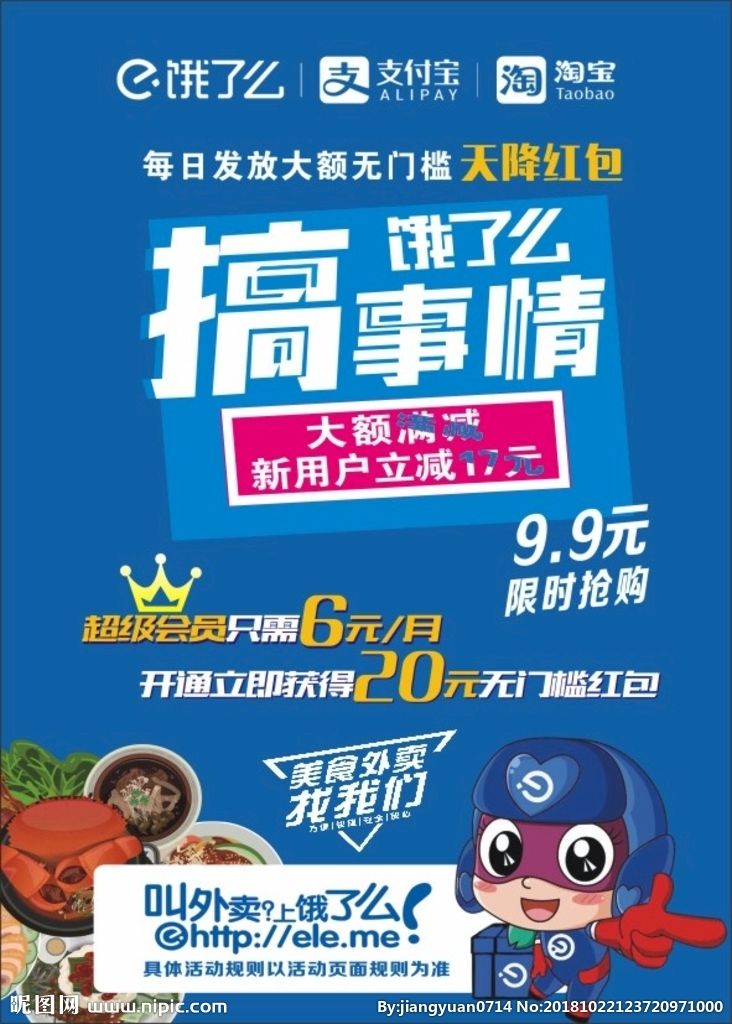 饿了么 支付宝 ALIPAY 淘 淘宝 Taobao
每日发放大额无门槛 天降红包
饿了么
搞事情
大额满减
新用户立减17元
9.9元
限时抢购
超级会员只需6元/月
开通立即获得20元无门槛红包
美食外卖
找我们
叫外卖?上饿了么!
http://ele.me
具体活动规则以活动页面规则为准
昵图网 www.nipic.com
By:jiangyuan0714 No:20181022123720971000